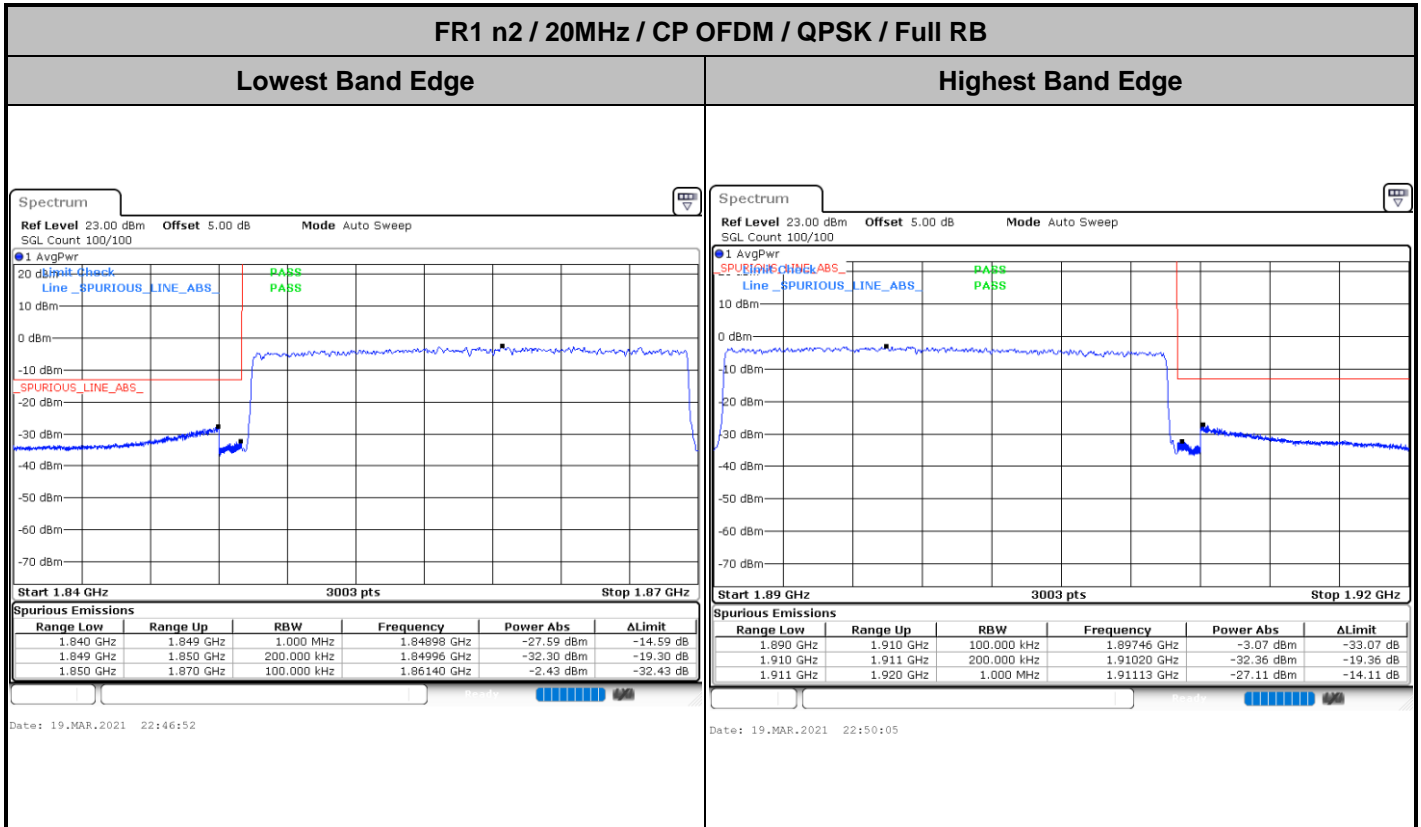 FR1 n2 / 20MHz / CP OFDM / QPSK / Full RB
Lowest Band Edge
Highest Band Edge
Spectrum
Ref Level 23.00 dBm Offset 5.00 dB Mode Auto Sweep
SGL Count 100/100
1 AvgPwr
20 dBm
Limit Check PASS
Line _SPURIOUS_LINE_ABS_ PASS
10 dBm
0 dBm
-10 dBm
_SPURIOUS_LINE_ABS_
-20 dBm
-30 dBm
-40 dBm
-50 dBm
-60 dBm
-70 dBm
Start 1.84 GHz 3003 pts Stop 1.87 GHz
Spurious Emissions
Range Low Range Up RBW Frequency Power Abs ΔLimit
1.840 GHz 1.849 GHz 1.000 MHz 1.84898 GHz -27.59 dBm -14.59 dB
1.849 GHz 1.850 GHz 200.000 kHz 1.84996 GHz -32.30 dBm -19.30 dB
1.850 GHz 1.870 GHz 100.000 kHz 1.86140 GHz -2.43 dBm -32.43 dB
Ready
Date: 19.MAR.2021 22:46:52
Spectrum
Ref Level 23.00 dBm Offset 5.00 dB Mode Auto Sweep
SGL Count 100/100
1 AvgPwr
_SPURIOUS_LINE_ABS_
Limit Check PASS
Line _SPURIOUS_LINE_ABS_ PASS
10 dBm
0 dBm
-10 dBm
-20 dBm
-30 dBm
-40 dBm
-50 dBm
-60 dBm
-70 dBm
Start 1.89 GHz 3003 pts Stop 1.92 GHz
Spurious Emissions
Range Low Range Up RBW Frequency Power Abs ΔLimit
1.890 GHz 1.910 GHz 100.000 kHz 1.89746 GHz -3.07 dBm -33.07 dB
1.910 GHz 1.911 GHz 200.000 kHz 1.91020 GHz -32.36 dBm -19.36 dB
1.911 GHz 1.920 GHz 1.000 MHz 1.91113 GHz -27.11 dBm -14.11 dB
Ready
Date: 19.MAR.2021 22:50:05